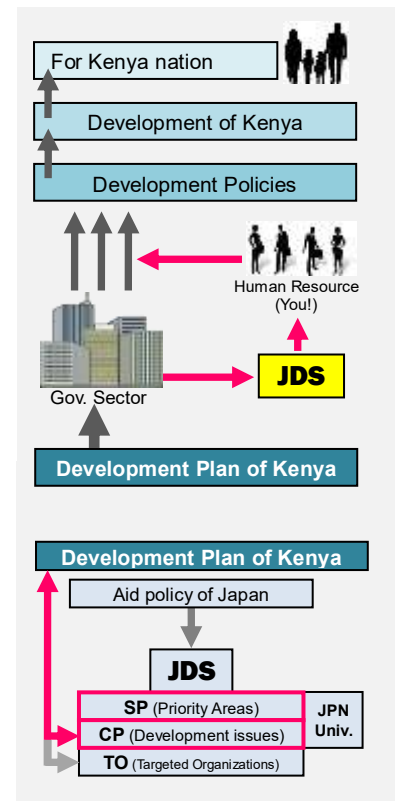 For Kenya nation
Development of Kenya
Development Policies
Human Resource
(You!)
JDS
Gov. Sector
Development Plan of Kenya
Development Plan of Kenya
Aid policy of Japan
JDS
SP (Priority Areas)
CP (Development issues)
TO (Targeted Organizations)
JPN
Univ.